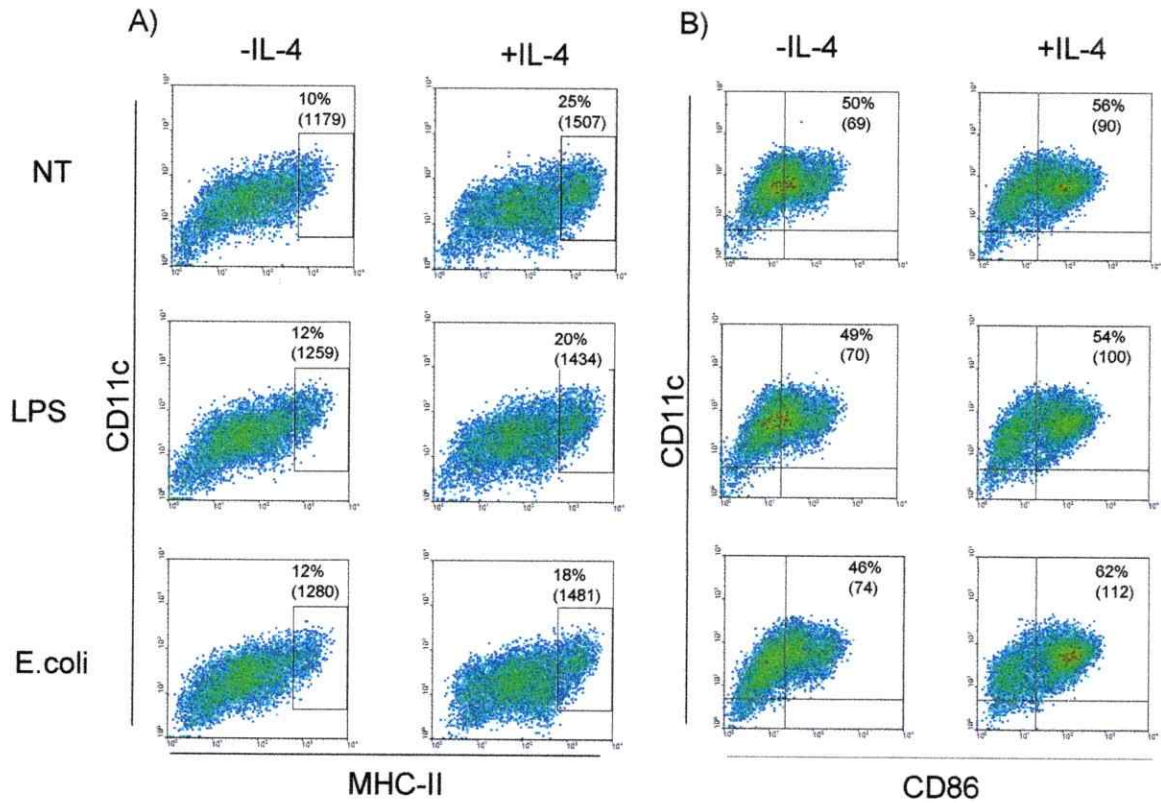 A)
B)
-IL-4
+IL-4
-IL-4
+IL-4
NT
10%
(1179)
25%
(1507)
50%
(69)
56%
(90)
LPS
12%
(1259)
20%
(1434)
49%
(70)
54%
(100)
E.coli
12%
(1280)
18%
(1481)
46%
(74)
62%
(112)
CD11c
CD11c
MHC-II
CD86